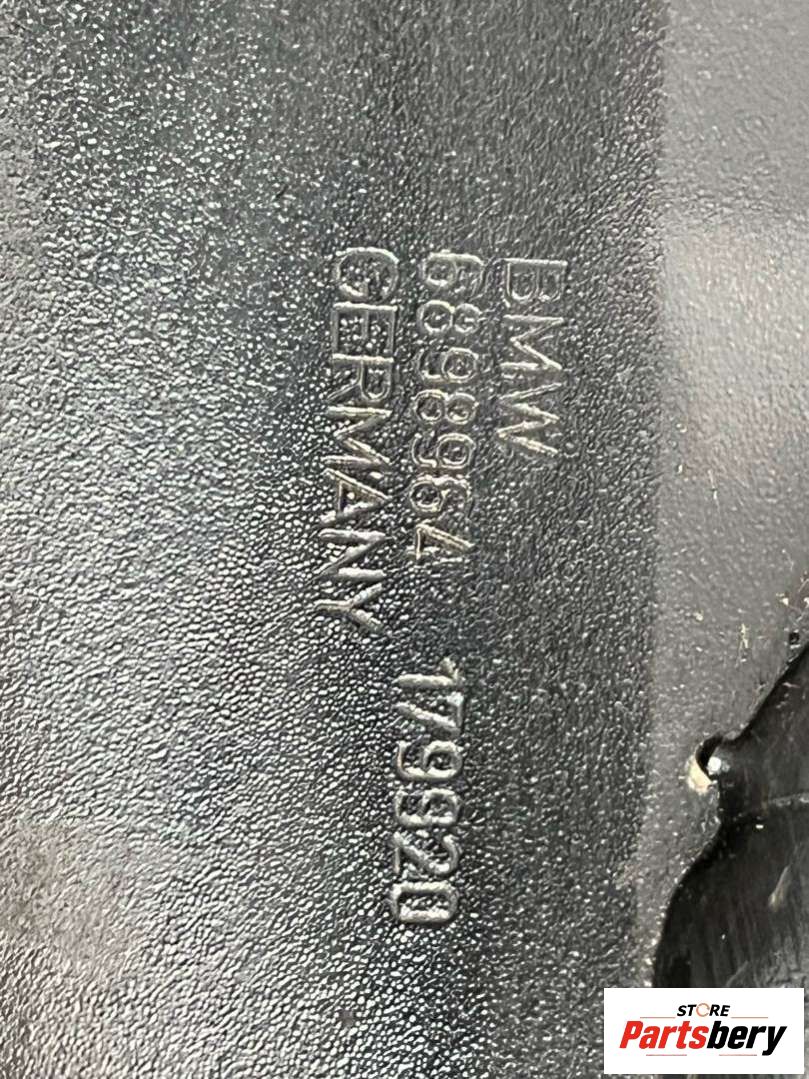 BMW
6898964 179920
GERMANY
STORE
Partsbery